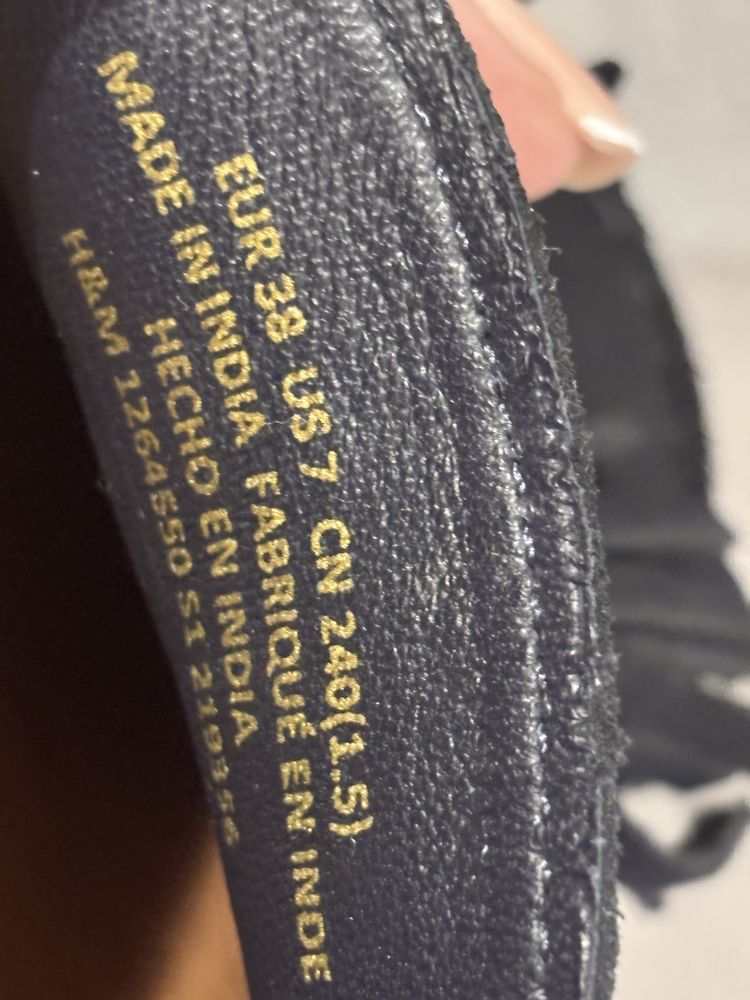 EUR 38 US 7 CN 240(1.5)
MADE IN INDIA FABRIQUÉ EN INDE
HECHO EN INDIA
H&M 1264550 S1 219356